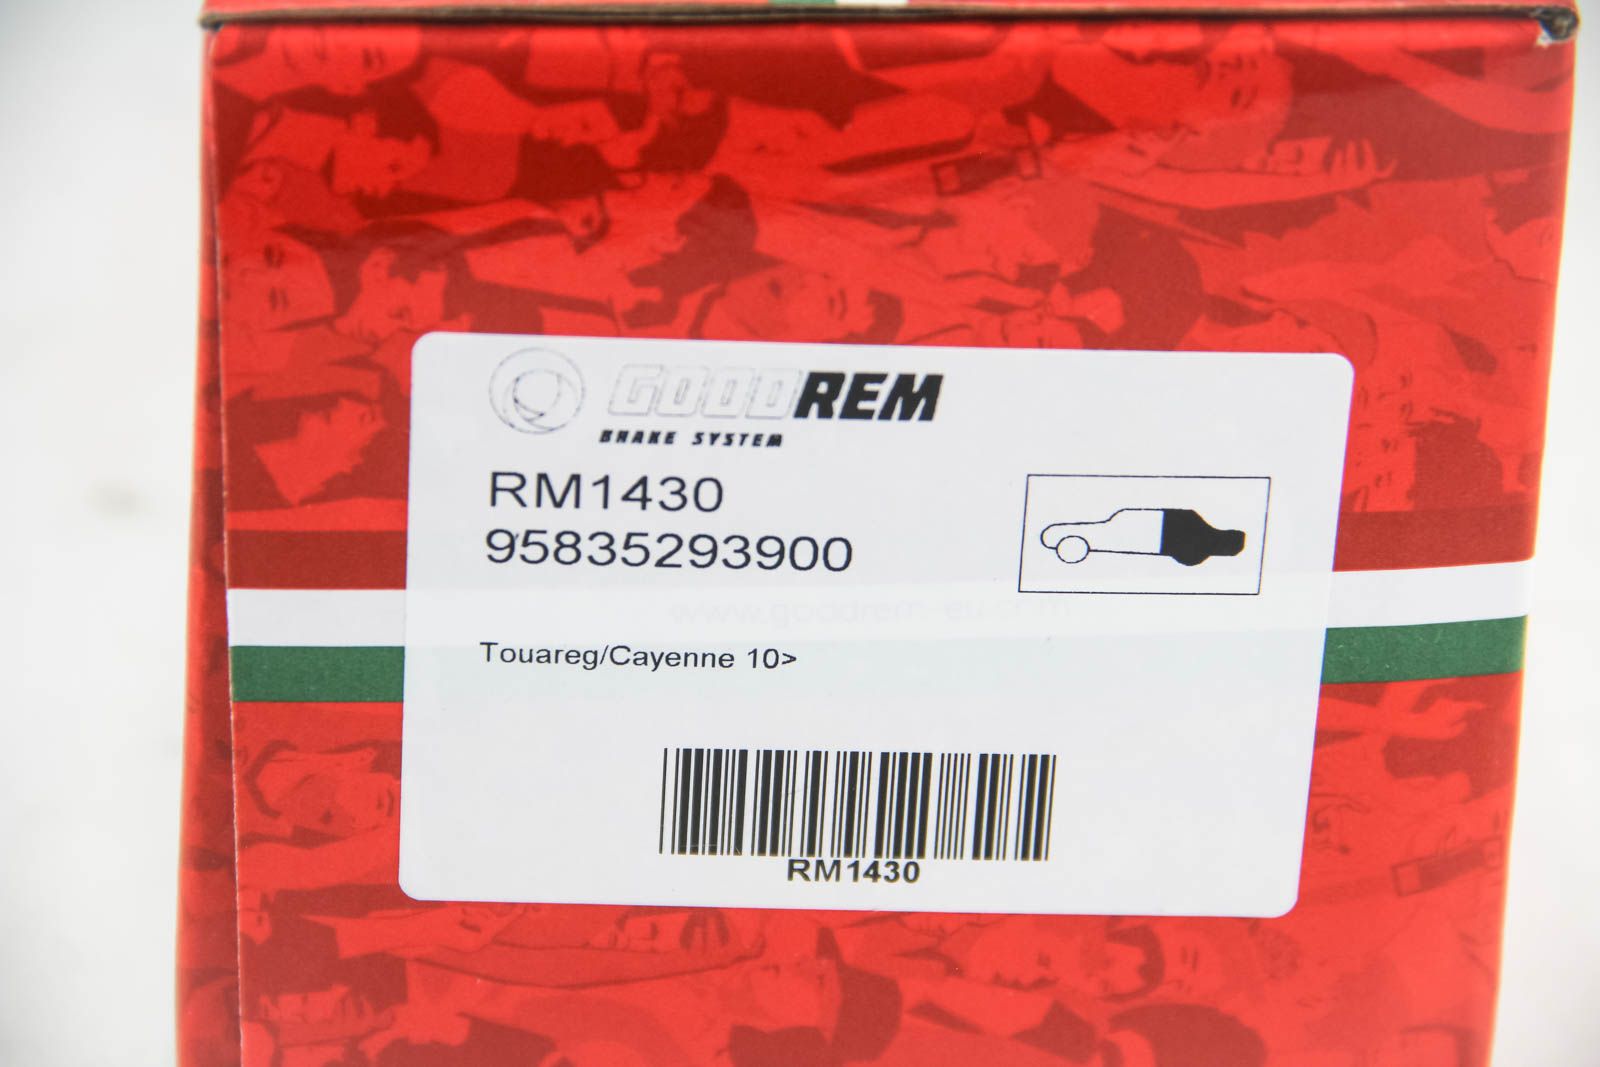 GOODREM
BRAKE SYSTEM
RM1430
95835293900
www.goodrem-eu.com
Touareg/Cayenne 10>
RM1430